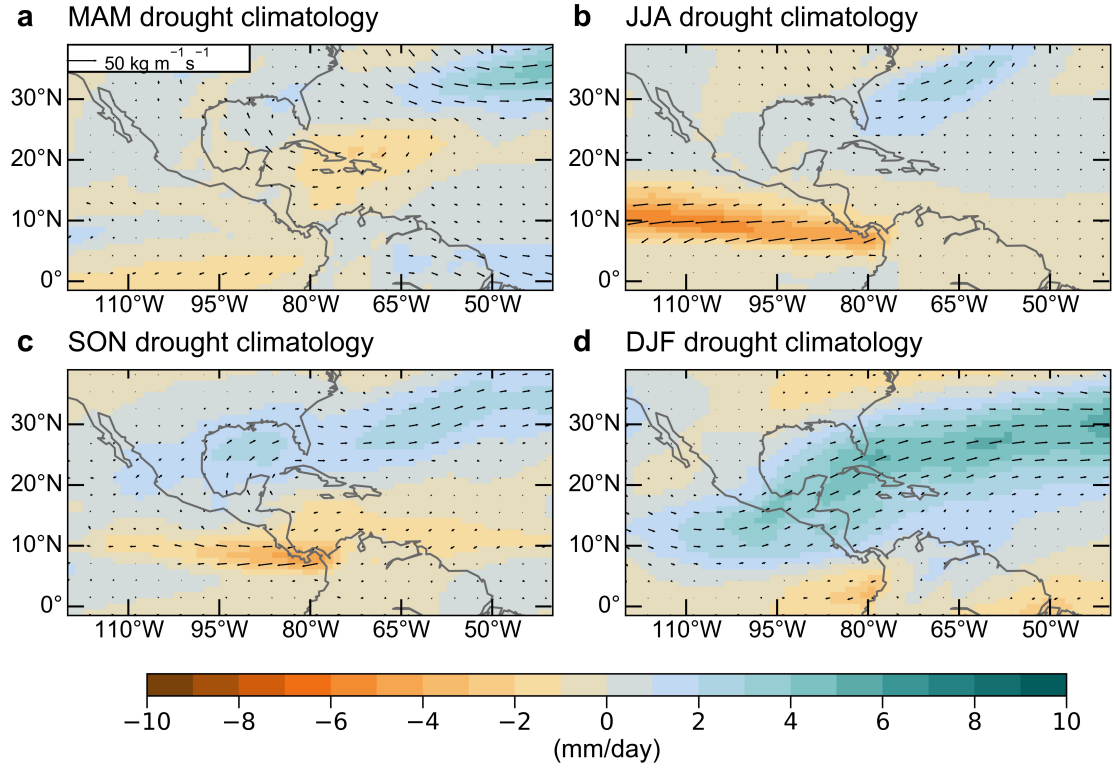 a MAM drought climatology
b JJA drought climatology
50 kg m⁻¹ s⁻¹
30°N
20°N
10°N
0°
110°W 95°W 80°W 65°W 50°W
30°N
20°N
10°N
0°
110°W 95°W 80°W 65°W 50°W
c SON drought climatology
d DJF drought climatology
30°N
20°N
10°N
0°
110°W 95°W 80°W 65°W 50°W
30°N
20°N
10°N
0°
110°W 95°W 80°W 65°W 50°W
−10 −8 −6 −4 −2 0 2 4 6 8 10
(mm/day)